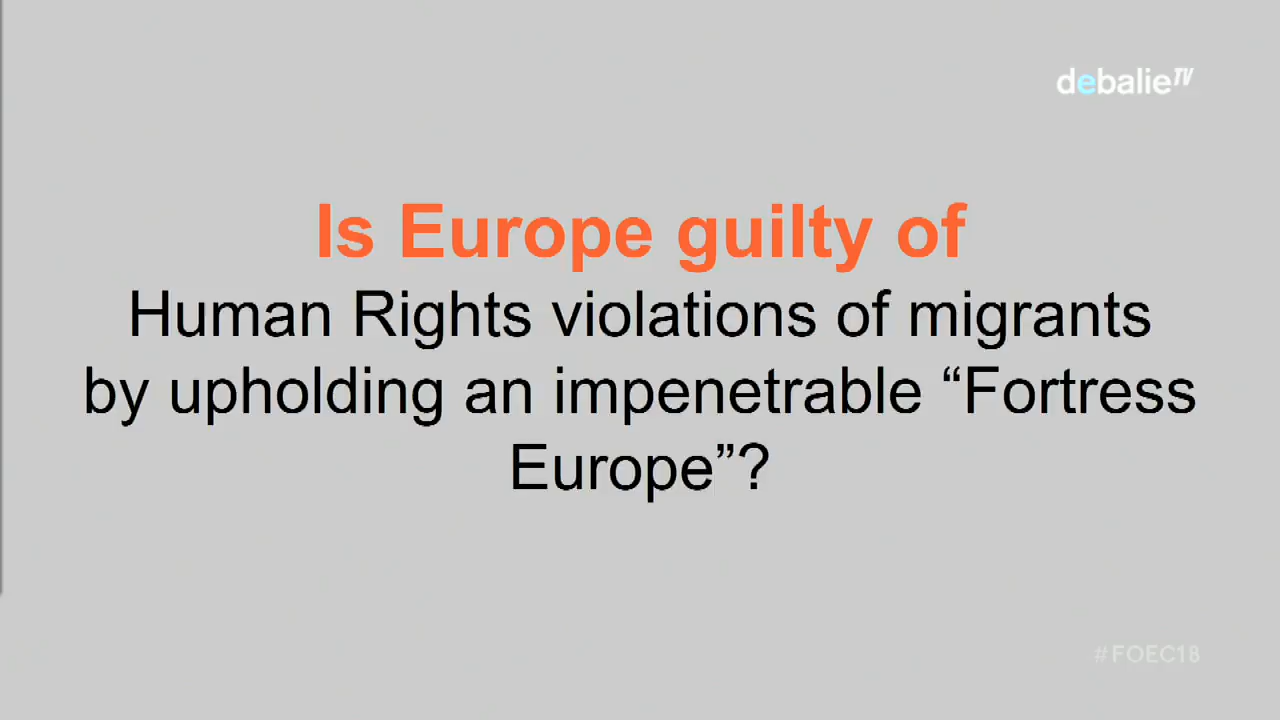 debalieTV
Is Europe guilty of
Human Rights violations of migrants
by upholding an impenetrable “Fortress
Europe”?
#FOEC18